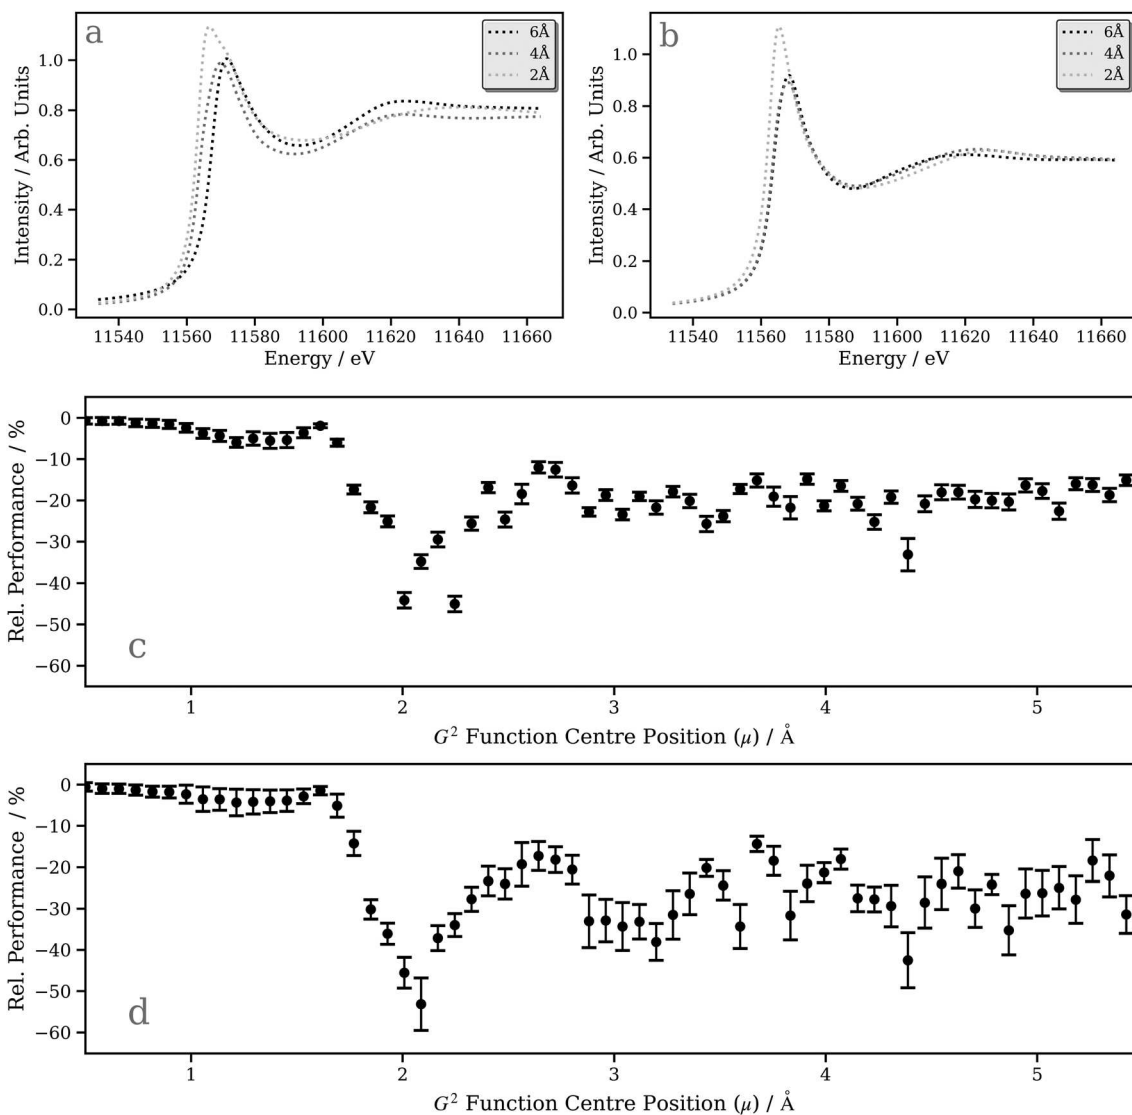 a
6Å
4Å
2Å
1.0
0.8
0.6
0.4
0.2
0.0
Intensity / Arb. Units
11540 11560 11580 11600 11620 11640 11660
Energy / eV
b
6Å
4Å
2Å
1.0
0.8
0.6
0.4
0.2
0.0
Intensity / Arb. Units
11540 11560 11580 11600 11620 11640 11660
Energy / eV
0
−10
−20
−30
−40
−50
−60
Rel. Performance / %
c
1 2 3 4 5
G² Function Centre Position (μ) / Å
0
−10
−20
−30
−40
−50
−60
Rel. Performance / %
d
1 2 3 4 5
G² Function Centre Position (μ) / Å